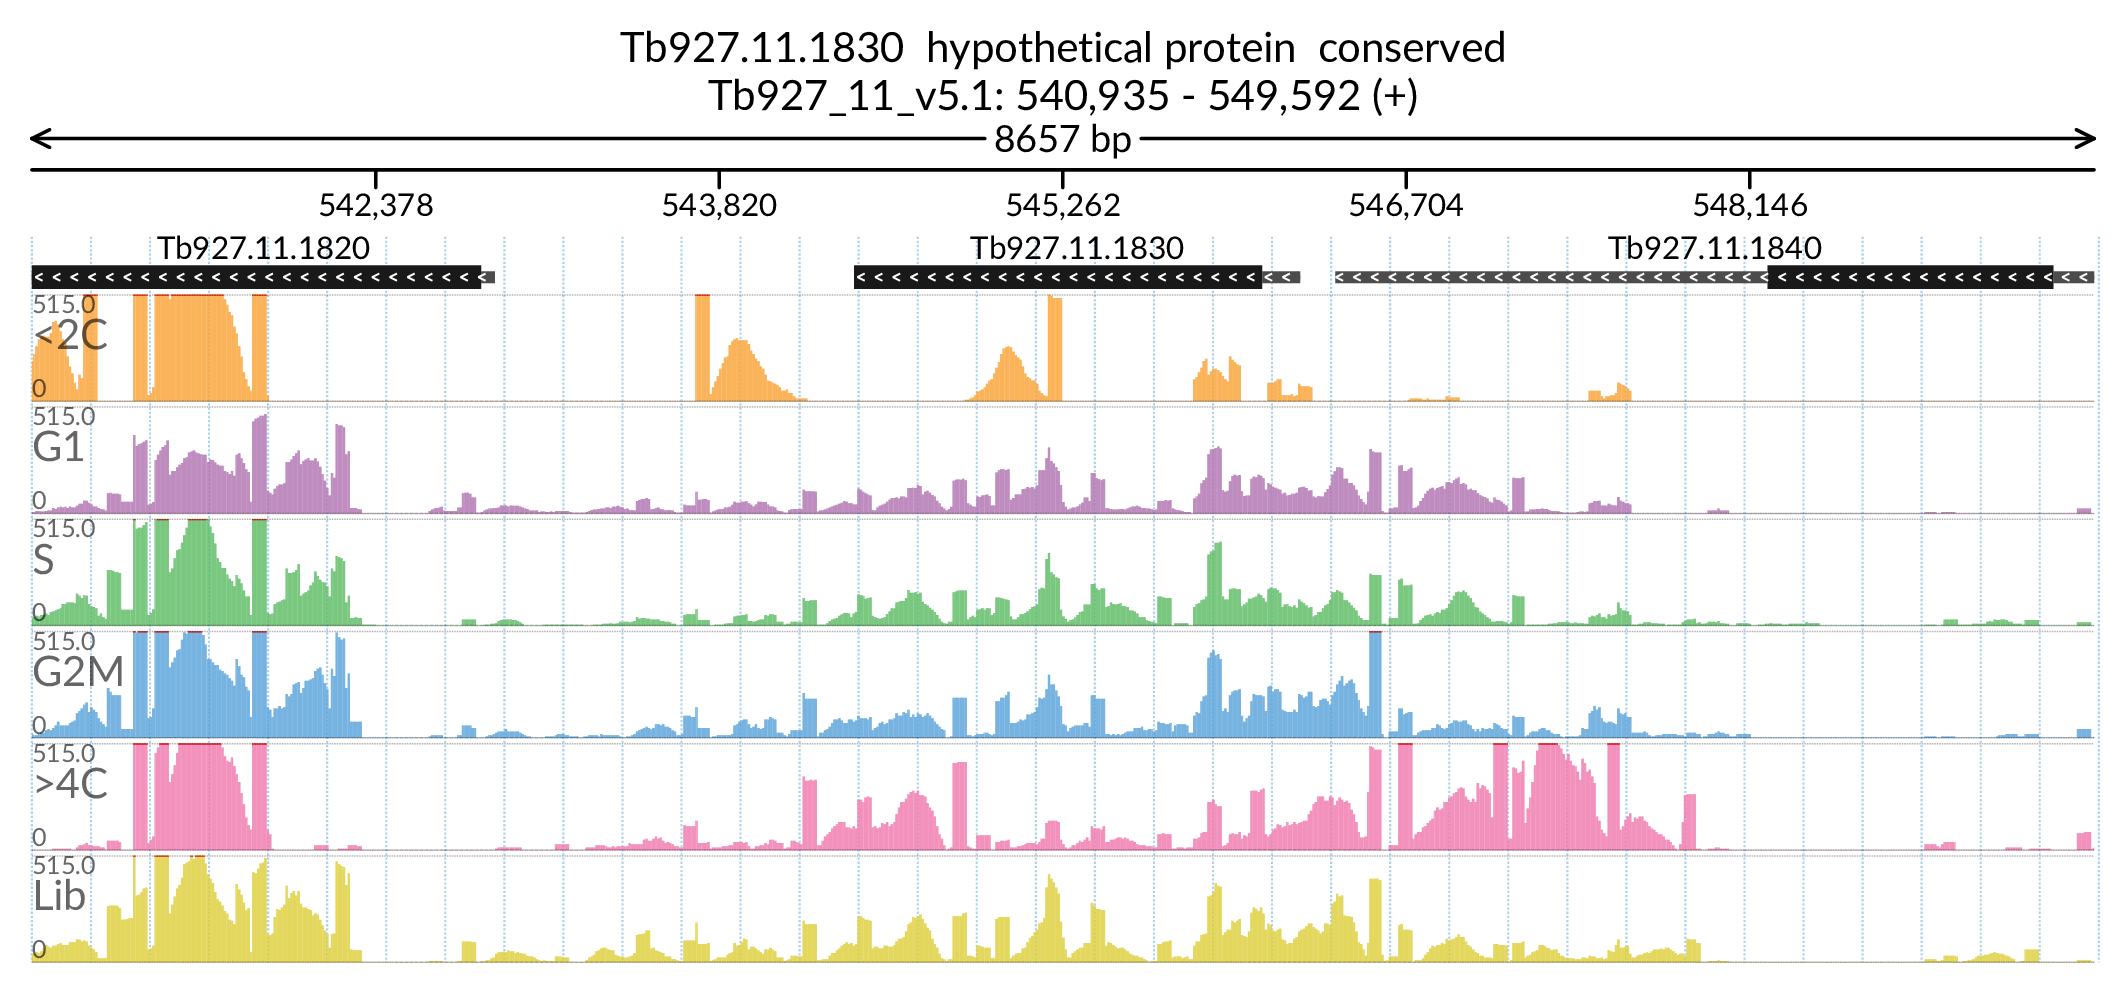 Tb927.11.1830 hypothetical protein conserved
Tb927_11_v5.1: 540,935 - 549,592 (+)
8657 bp
542,378 543,820 545,262 546,704 548,146
Tb927.11.1820 Tb927.11.1830 Tb927.11.1840
515.0
<2C
0
515.0
G1
0
515.0
S
0
515.0
G2M
0
515.0
>4C
0
515.0
Lib
0